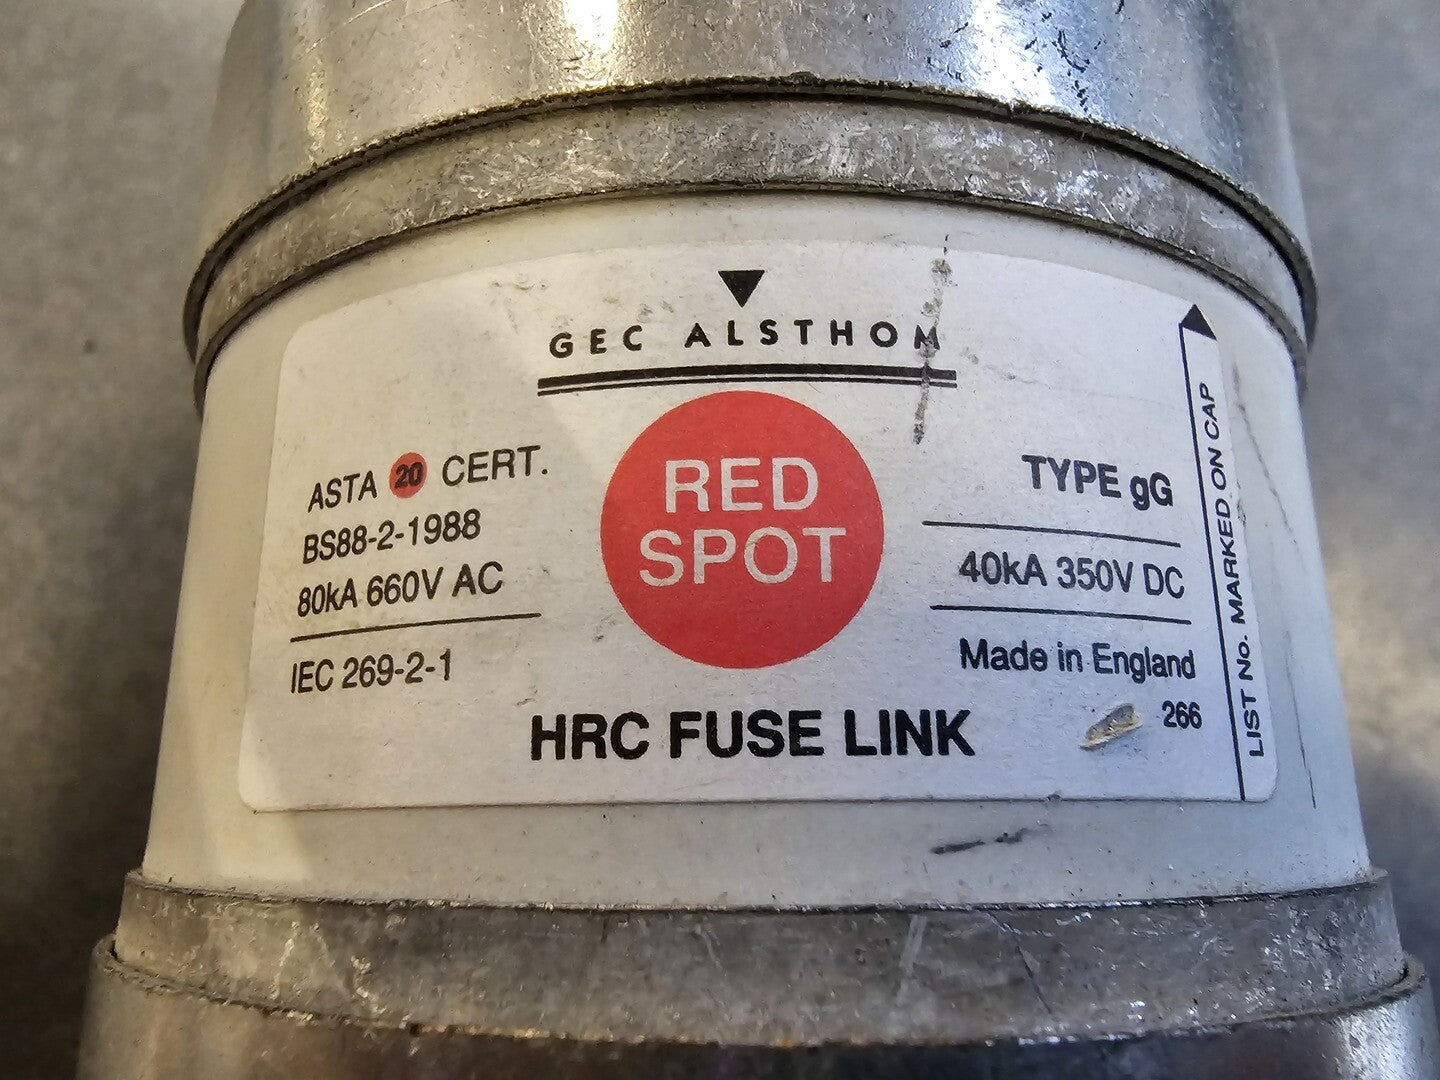 GEC ALSTHOM
ASTA 20 CERT.
BS88-2-1988
80kA 660V AC
IEC 269-2-1
RED
SPOT
TYPE gG
40kA 350V DC
Made in England
266
HRC FUSE LINK
LIST No. MARKED ON CAP